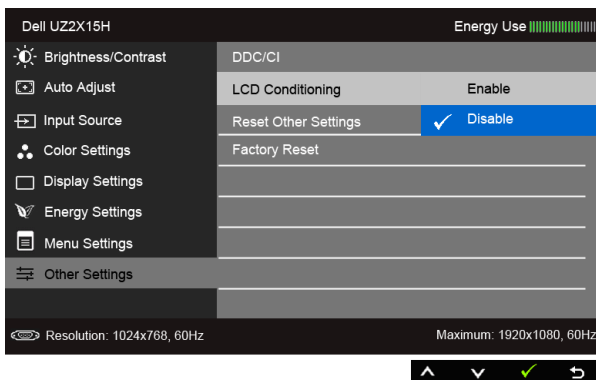 Dell UZ2X15H Energy Use
Brightness/Contrast DDC/CI
Auto Adjust LCD Conditioning Enable
Input Source Reset Other Settings Disable
Color Settings Factory Reset
Display Settings
Energy Settings
Menu Settings
Other Settings
Resolution: 1024x768, 60Hz Maximum: 1920x1080, 60Hz